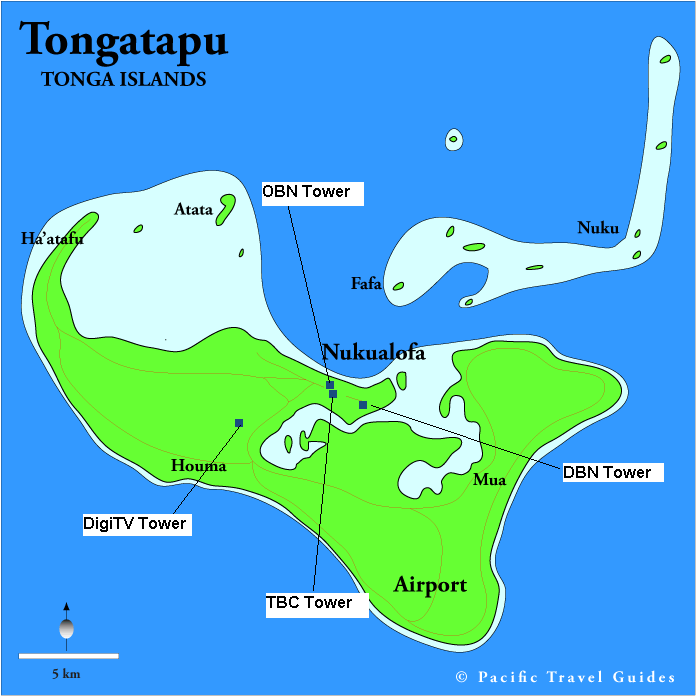 Tongatapu
TONGA ISLANDS
OBN Tower
Atata
Ha'atafu
Nuku
Fafa
Nukualofa
Houma
Mua
DBN Tower
DigiTV Tower
Airport
TBC Tower
5 km
© Pacific Travel Guides